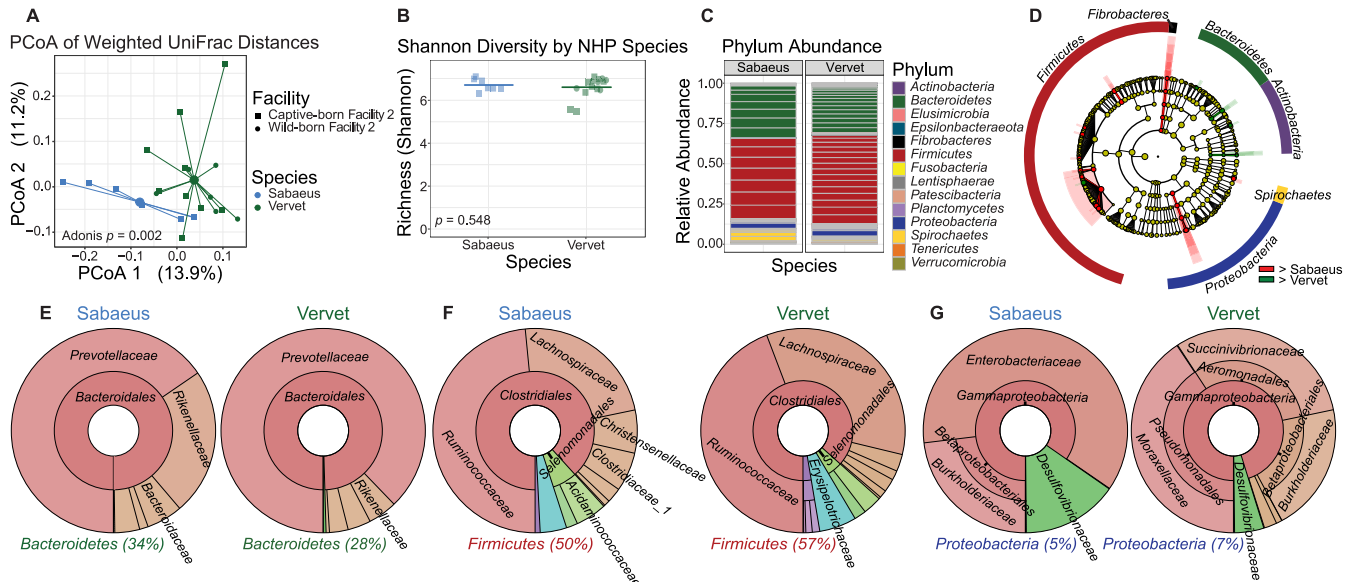 A
PCoA of Weighted UniFrac Distances
PCoA 2 (11.2%)
0.2
0.1
0.0
−0.1
Adonis p = 0.002
−0.2
−0.1
0.0
0.1
PCoA 1 (13.9%)
Facility
Captive-born Facility 2
Wild-born Facility 2
Species
Sabaeus
Vervet
B
Shannon Diversity by NHP Species
Richness (Shannon)
6
4
2
0
p = 0.548
Sabaeus
Vervet
Species
C
Phylum Abundance
Sabaeus
Vervet
Relative Abundance
1.00
0.75
0.50
0.25
0.00
Species
Phylum
Actinobacteria
Bacteroidetes
Elusimicrobia
Epsilonbacteraeota
Fibrobacteres
Firmicutes
Fusobacteria
Lentisphaerae
Patescibacteria
Planctomycetes
Proteobacteria
Spirochaetes
Tenericutes
Verrucomicrobia
D
Fibrobacteres
Firmicutes
Bacteroidetes
Actinobacteria
Spirochaetes
Proteobacteria
> Sabaeus
> Vervet
E
Sabaeus
Prevotellaceae
Bacteroidales
Rikenellaceae
Bacteroidaceae
Bacteroidetes (34%)
Vervet
Prevotellaceae
Bacteroidales
Rikenellaceae
Bacteroidetes (28%)
F
Sabaeus
Lachnospiraceae
Clostridiales
Selenomonadales
Christensenellaceae
Clostridiaceae_1
Ruminococcaceae
Acidaminococcaceae
Firmicutes (50%)
Vervet
Lachnospiraceae
Clostridiales
Selenomonadales
Ruminococcaceae
Erysipelotrichaceae
Firmicutes (57%)
G
Sabaeus
Enterobacteriaceae
Gammaproteobacteria
Betaproteobacteriales
Burkholderiaceae
Desulfovibrionaceae
Proteobacteria (5%)
Vervet
Succinivibrionaceae
Aeromonadales
Gammaproteobacteria
Pseudomonadales
Moraxellaceae
Betaproteobacteriales
Burkholderiaceae
Desulfovibrionaceae
Proteobacteria (7%)